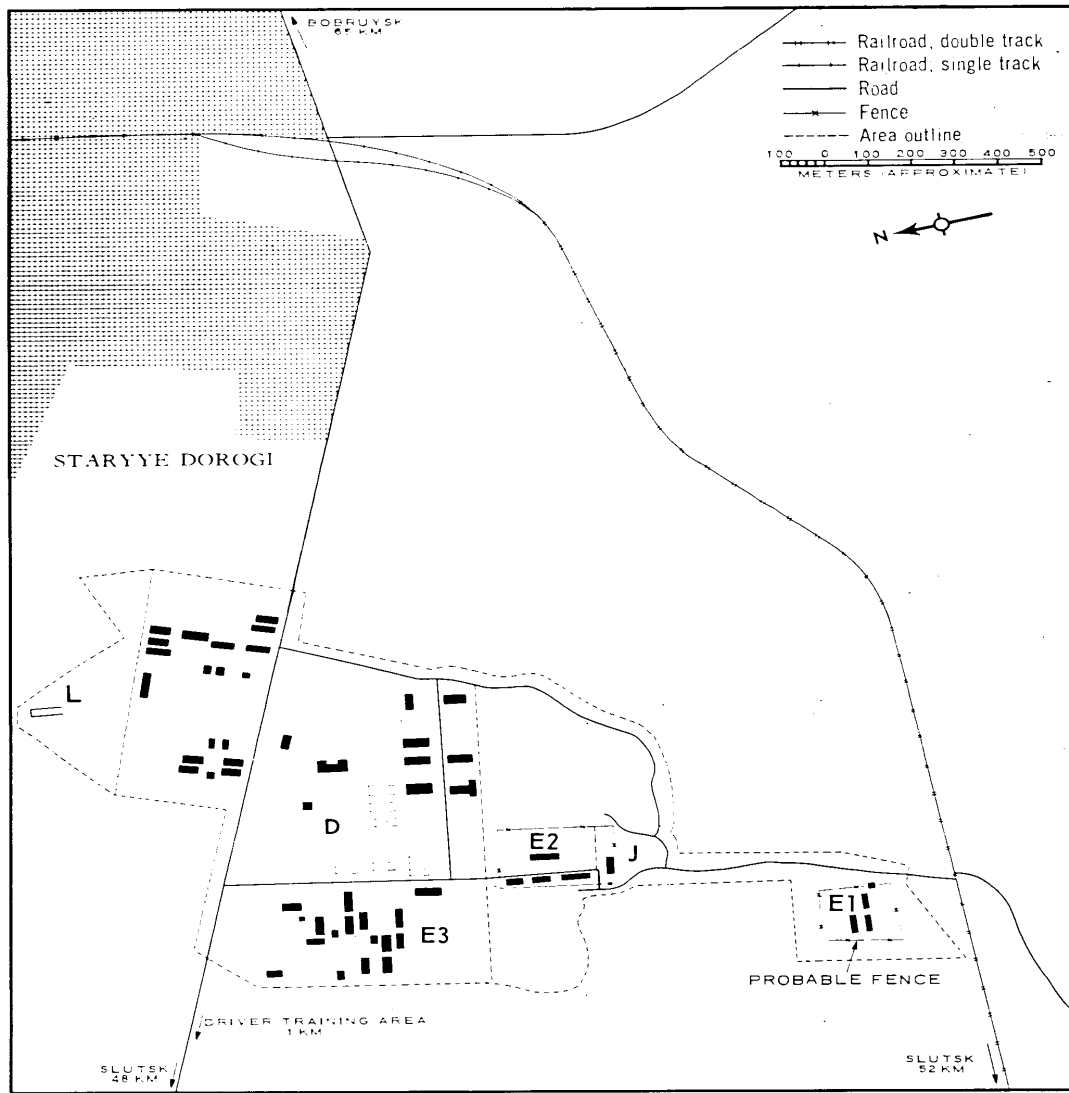 BOBRUYSK
65 KM
Railroad, double track
Railroad, single track
Road
Fence
Area outline
100 0 100 200 300 400 500
METERS (APPROXIMATE)
N
STARYYE DOROGI
L
D
E2
J
E1
E3
PROBABLE FENCE
DRIVER TRAINING AREA
1 KM
SLUTSK
48 KM
SLUTSK
52 KM